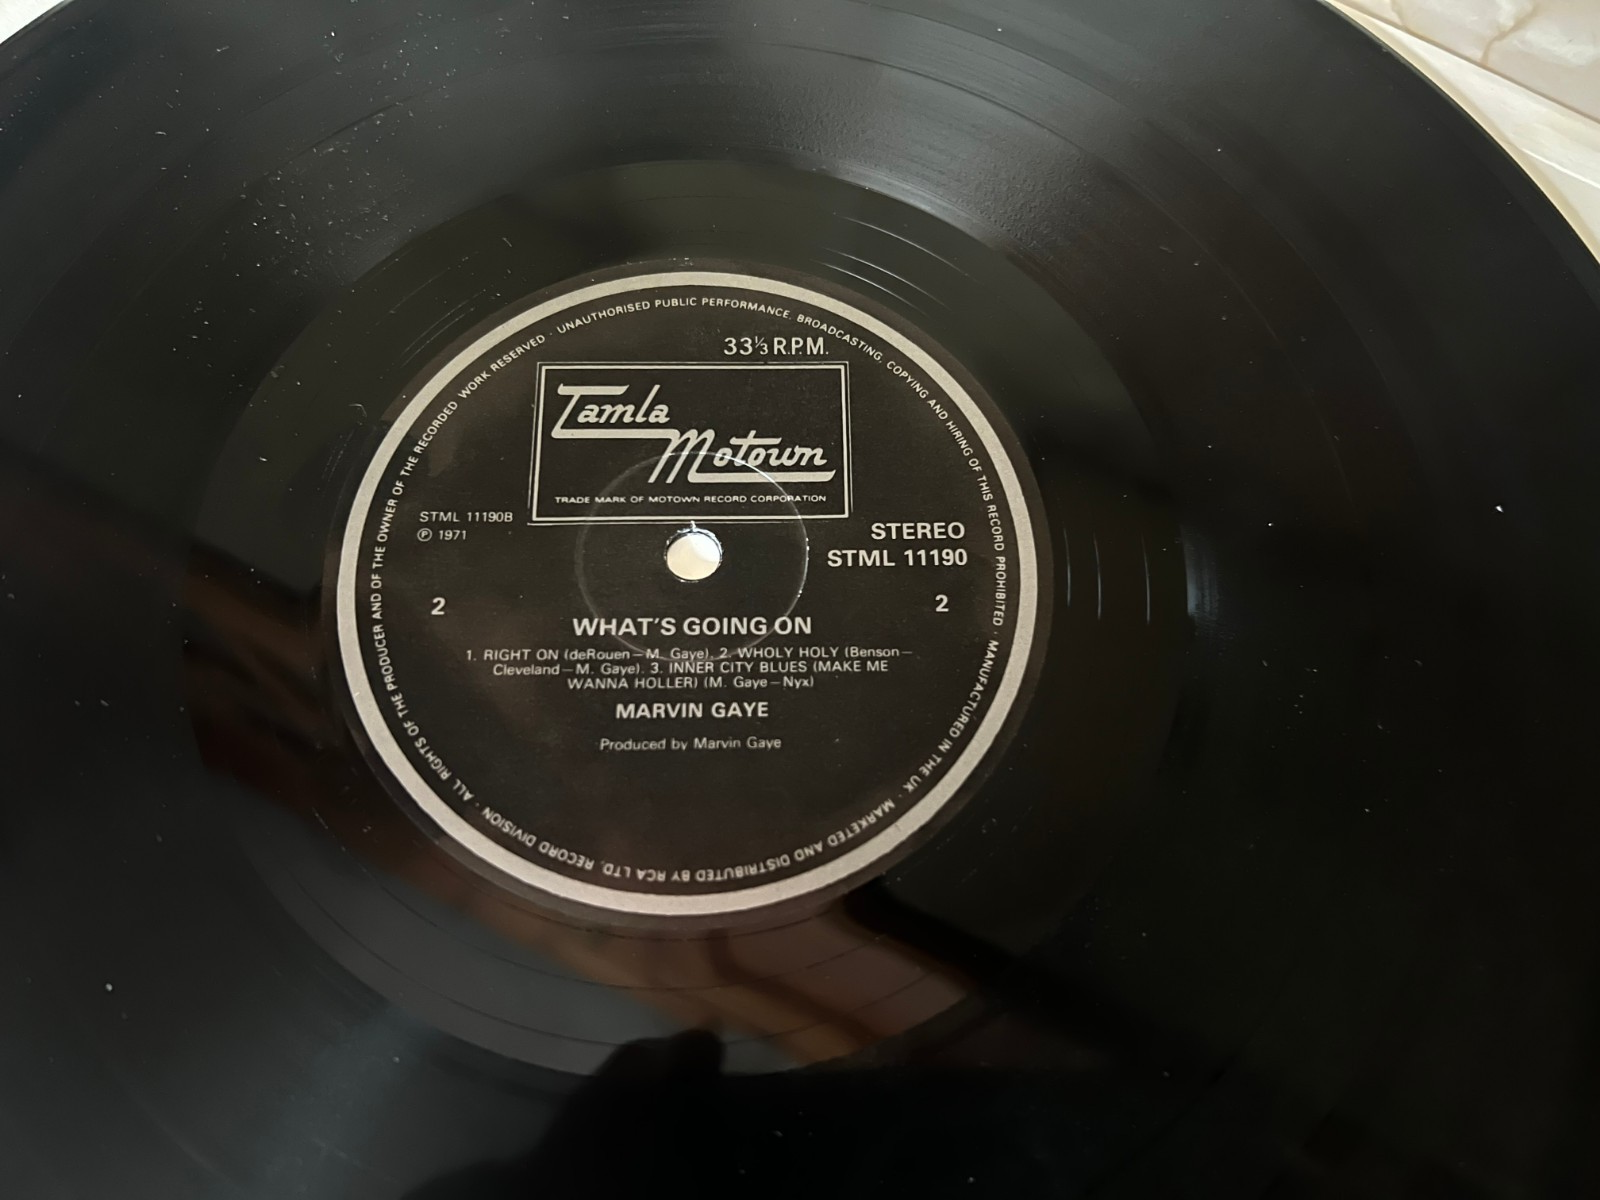 ALL RIGHTS OF THE PRODUCER AND OF THE OWNER OF THE RECORDED WORK RESERVED · UNAUTHORISED PUBLIC PERFORMANCE, BROADCASTING, COPYING AND HIRING OF THIS RECORD PROHIBITED · MANUFACTURED IN THE UK · MARKETED AND DISTRIBUTED BY RCA LTD. RECORD DIVISION ·
33⅓ R.P.M.
Tamla
Motown
TRADE MARK OF MOTOWN RECORD CORPORATION
STML 11190B
℗ 1971
STEREO
STML 11190
2
2
WHAT'S GOING ON
1. RIGHT ON (deRouen—M. Gaye). 2. WHOLY HOLY (Benson—
Cleveland—M. Gaye). 3. INNER CITY BLUES (MAKE ME
WANNA HOLLER) (M. Gaye—Nyx)
MARVIN GAYE
Produced by Marvin Gaye